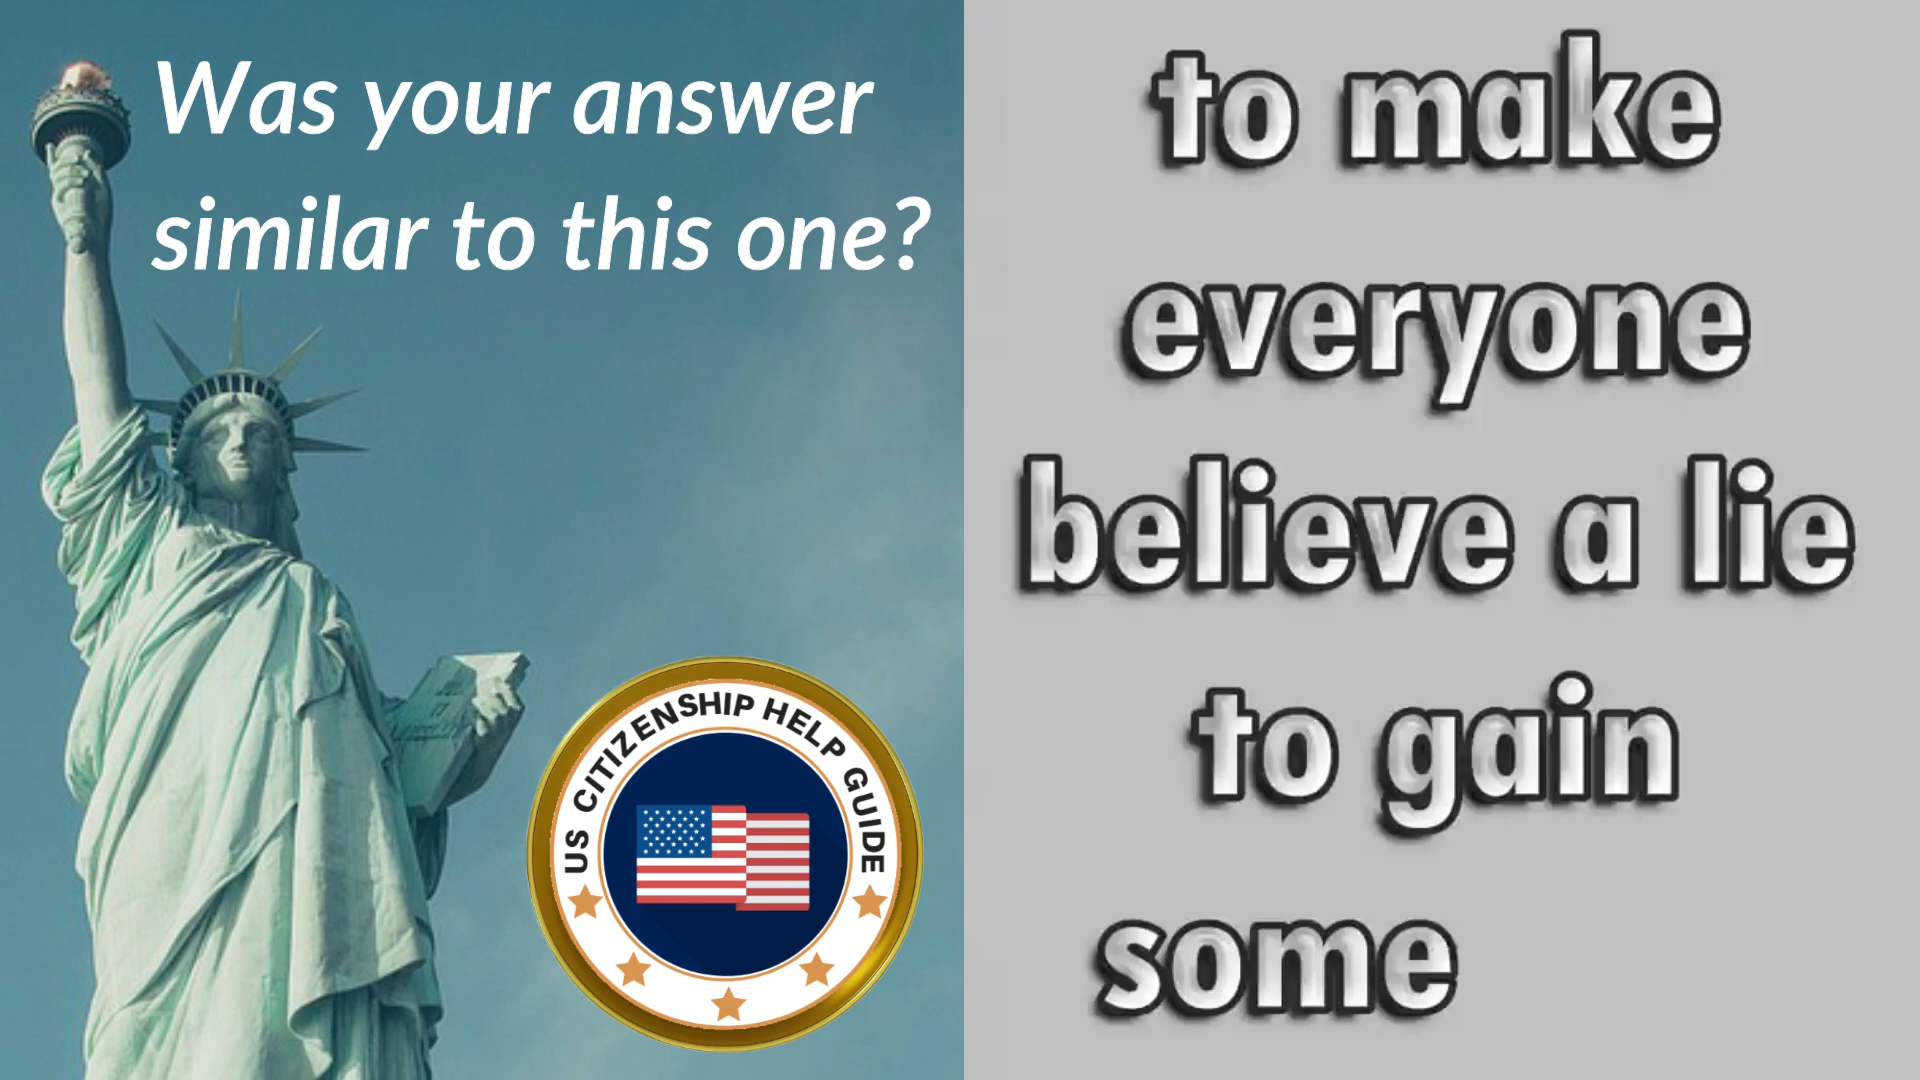 Was your answer
similar to this one?
US CITIZENSHIP HELP GUIDE
to make
everyone
believe a lie
to gain
some